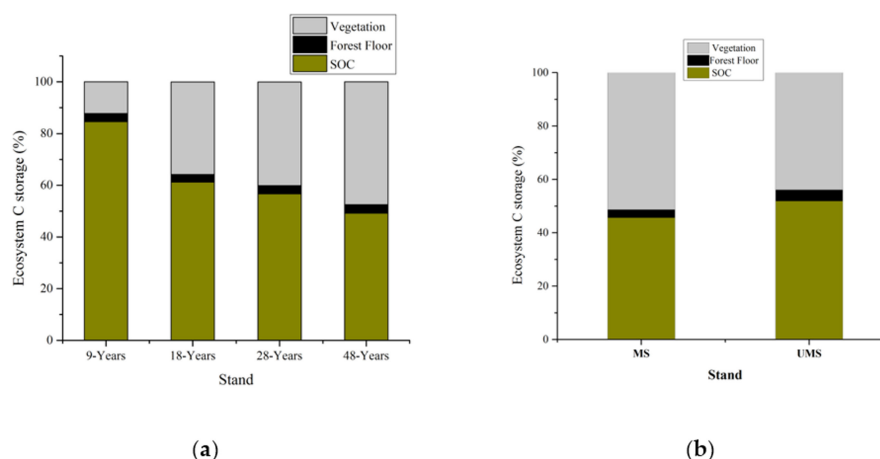 Vegetation
Forest Floor
SOC
100
80
60
40
20
0
Ecosystem C storage (%)
9-Years 18-Years 28-Years 48-Years
Stand
(a)
Vegetation
Forest Floor
SOC
100
80
60
40
20
0
Ecosystem C storage (%)
MS UMS
Stand
(b)